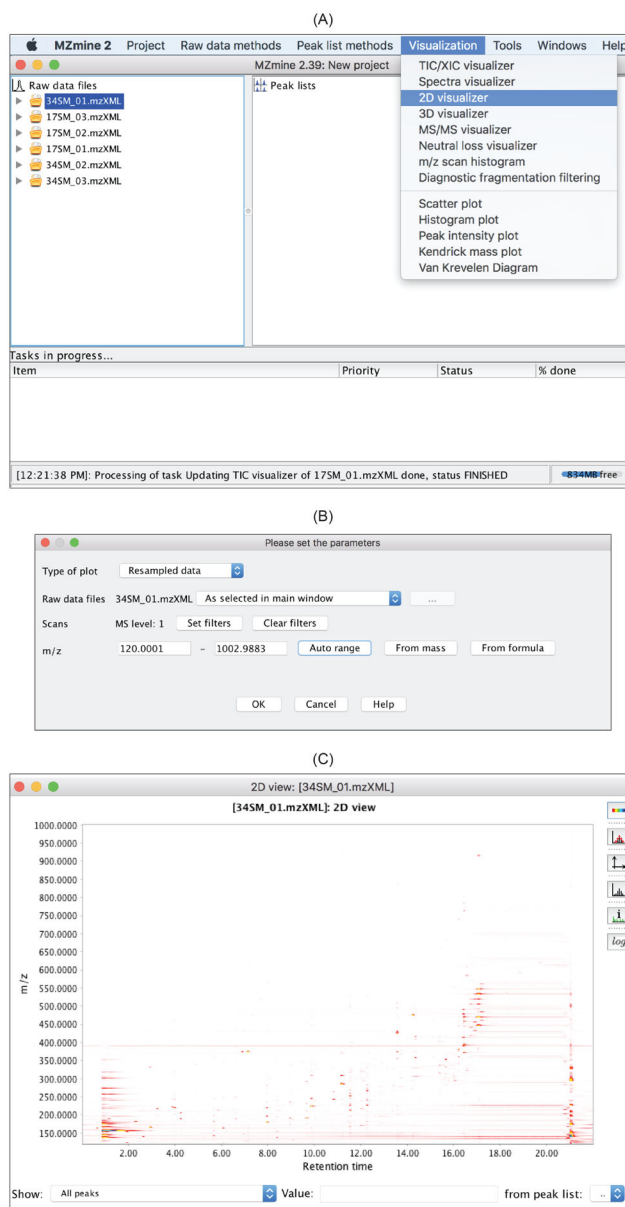 (A)
MZmine 2 Project Raw data methods Peak list methods Visualization Tools Windows Help
MZmine 2.39: New project
Raw data files
34SM_01.mzXML
17SM_03.mzXML
17SM_02.mzXML
17SM_01.mzXML
34SM_02.mzXML
34SM_03.mzXML
Peak lists
TIC/XIC visualizer
Spectra visualizer
2D visualizer
3D visualizer
MS/MS visualizer
Neutral loss visualizer
m/z scan histogram
Diagnostic fragmentation filtering
Scatter plot
Histogram plot
Peak intensity plot
Kendrick mass plot
Van Krevelen Diagram
Tasks in progress...
Item Priority Status % done
[12:21:38 PM]: Processing of task Updating TIC visualizer of 17SM_01.mzXML done, status FINISHED 834MB free
(B)
Please set the parameters
Type of plot Resampled data
Raw data files 34SM_01.mzXML As selected in main window ...
Scans MS level: 1 Set filters Clear filters
m/z 120.0001 – 1002.9883 Auto range From mass From formula
OK Cancel Help
(C)
2D view: [34SM_01.mzXML]
[34SM_01.mzXML]: 2D view
1000.0000
950.0000
900.0000
850.0000
800.0000
750.0000
700.0000
650.0000
600.0000
550.0000
500.0000
450.0000
400.0000
350.0000
300.0000
250.0000
200.0000
150.0000
m/z
2.00 4.00 6.00 8.00 10.00 12.00 14.00 16.00 18.00 20.00
Retention time
i
log
Show: All peaks Value: from peak list: ..